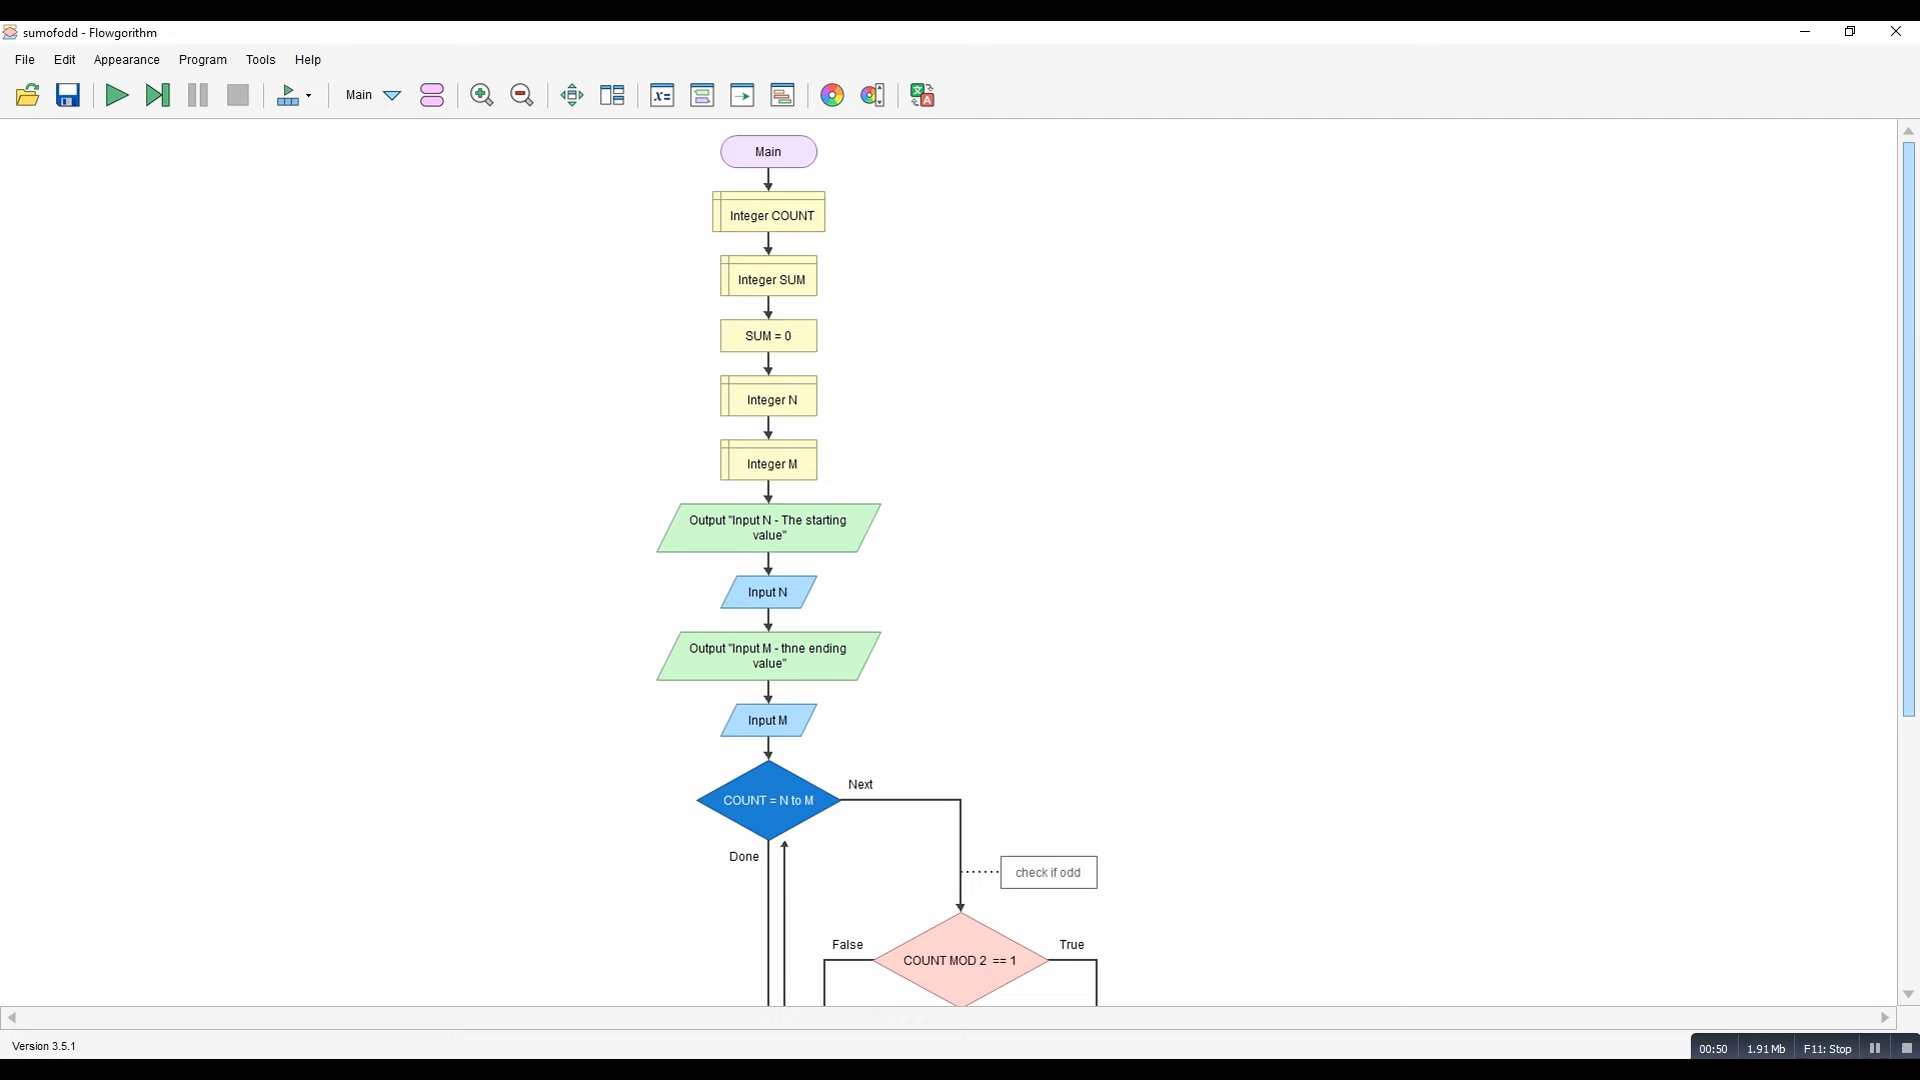 sumofodd - Flowgorithm
File Edit Appearance Program Tools Help
Main
Main
Integer COUNT
Integer SUM
SUM = 0
Integer N
Integer M
Output "Input N - The starting
value"
Input N
Output "Input M - thne ending
value"
Input M
COUNT = N to M
Next
Done
check if odd
False
True
COUNT MOD 2  == 1
Version 3.5.1
00:50 1.91 Mb F11: Stop